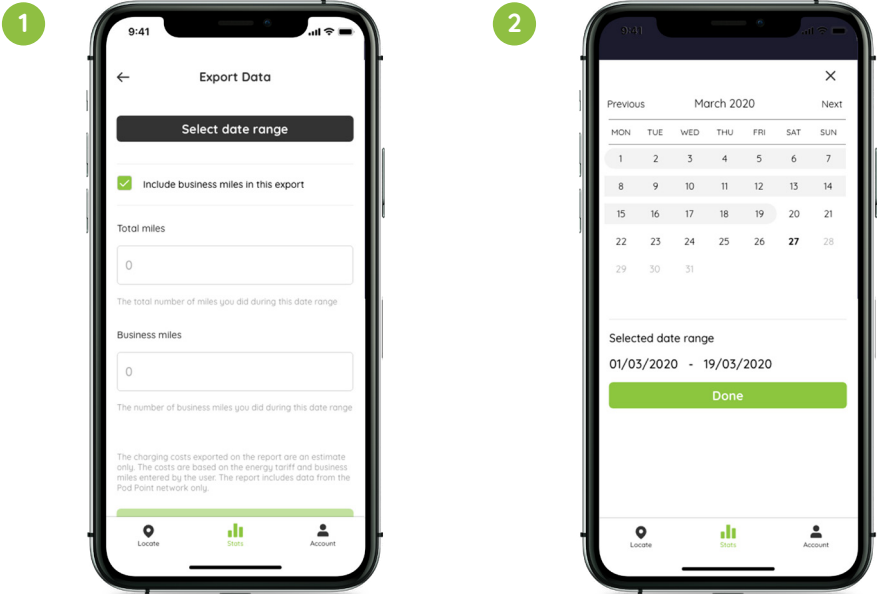 1
9:41
Export Data
Select date range
Include business miles in this export
Total miles
0
The total number of miles you did during this date range
Business miles
0
The number of business miles you did during this date range
The charging costs exported on the report are an estimate
only. The costs are based on the energy tariff and business
miles entered by the user. The report includes data from the
Pod Point network only.
Locate Stats Account
2
9:41
Previous March 2020 Next
MON TUE WED THU FRI SAT SUN
1 2 3 4 5 6 7
8 9 10 11 12 13 14
15 16 17 18 19 20 21
22 23 24 25 26 27 28
29 30 31
Selected date range
01/03/2020 - 19/03/2020
Done
Locate Stats Account